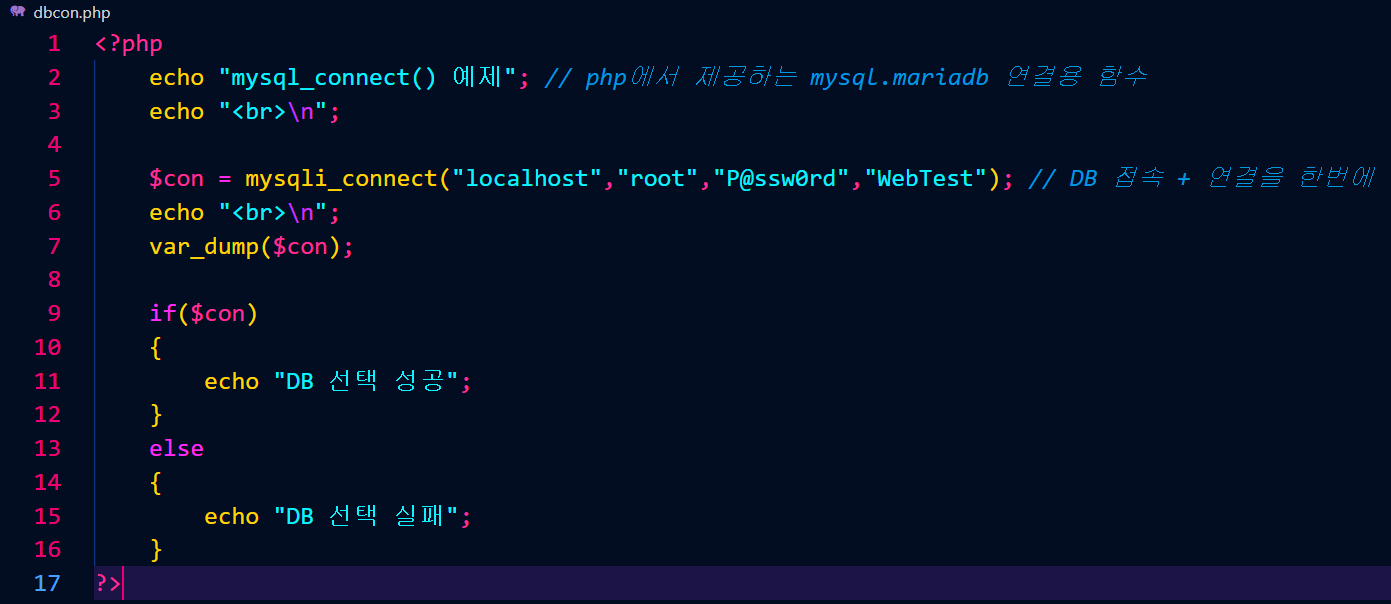 dbcon.php
1 <?php
2 echo "mysql_connect() 예제"; // php에서 제공하는 mysql.mariadb 연결용 함수
3 echo "<br>\n";
4
5 $con = mysqli_connect("localhost","root","P@ssw0rd","WebTest"); // DB 접속 + 연결을 한번에
6 echo "<br>\n";
7 var_dump($con);
8
9 if($con)
10 {
11 echo "DB 선택 성공";
12 }
13 else
14 {
15 echo "DB 선택 실패";
16 }
17 ?>